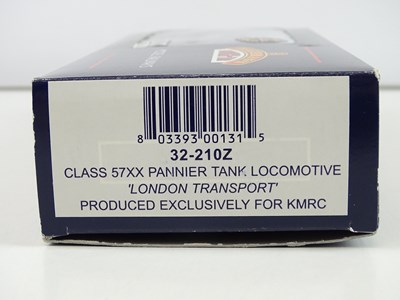 8 03393 00131 5
32-210Z
CLASS 57XX PANNIER TANK LOCOMOTIVE
'LONDON TRANSPORT'
PRODUCED EXCLUSIVELY FOR KMRC